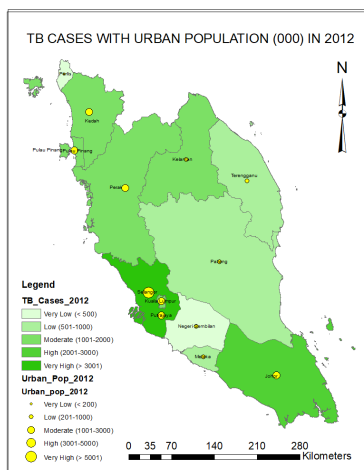 TB CASES WITH URBAN POPULATION (000) IN 2012
N
Perlis
Kedah
Pulau Pinang
Pulau Pinang
Kelantan
Terengganu
Perak
Pahang
Selangor
Kuala Lumpur
Putrajaya
Negeri Sembilan
Melaka
Johor
Legend
TB_Cases_2012
Very Low (< 500)
Low (501-1000)
Moderate (1001-2000)
High (2001-3000)
Very High (> 3001)
Urban_Pop_2012
Urban_pop_2012
Very Low (< 200)
Low (201-1000)
Moderate (1001-3000)
High (3001-5000)
Very High (> 5001)
0 35 70 140 210 280
Kilometers